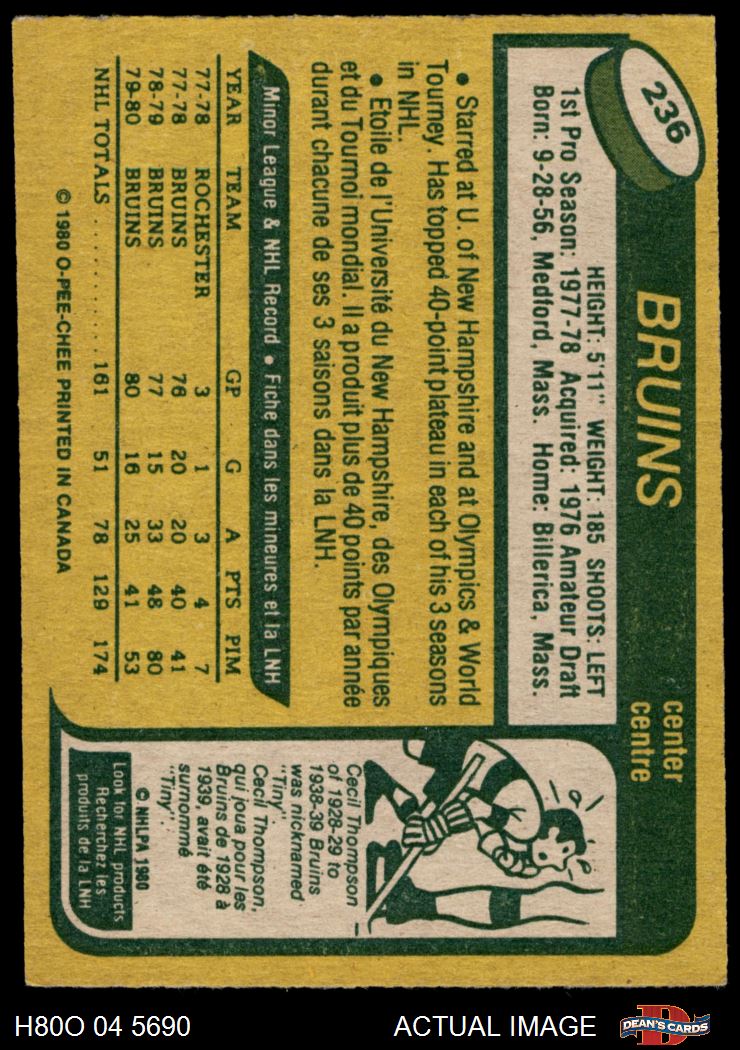 236
BRUINS
center
centre
HEIGHT: 5'11" WEIGHT: 185 SHOOTS: LEFT
1st Pro Season: 1977-78 Acquired: 1976 Amateur Draft
Born: 9-28-56, Medford, Mass. Home: Billerica, Mass.
• Starred at U. of New Hampshire and at Olympics & World
Tourney. Has topped 40-point plateau in each of his 3 seasons
in NHL.
• Etoile de l'Université du New Hampshire, des Olympiques
et du Tournoi mondial. Il a produit plus de 40 points par année
durant chacune de ses 3 saisons dans la LNH.
Minor League & NHL Record • Fiche dans les mineures et la LNH
YEAR TEAM GP G A PTS PIM
77-78 ROCHESTER 3 1 3 4 7
77-78 BRUINS 76 20 20 40 41
78-79 BRUINS 77 15 33 48 80
79-80 BRUINS 80 16 25 41 53
NHL TOTALS . . . . . . . . . 161 51 78 129 174
© 1980 O-PEE-CHEE PRINTED IN CANADA
Cecil Thompson
of 1928-29 to
1938-39 Bruins
was nicknamed
"Tiny".
Cecil Thompson,
qui joua pour les
Bruins de 1928 à
1939, avait été
surnommé
"Tiny".
© NHLPA 1980
Look for NHL products
Recherchez les
produits de la LNH
H80O 04 5690
ACTUAL IMAGE
D
DEAN'S CARDS